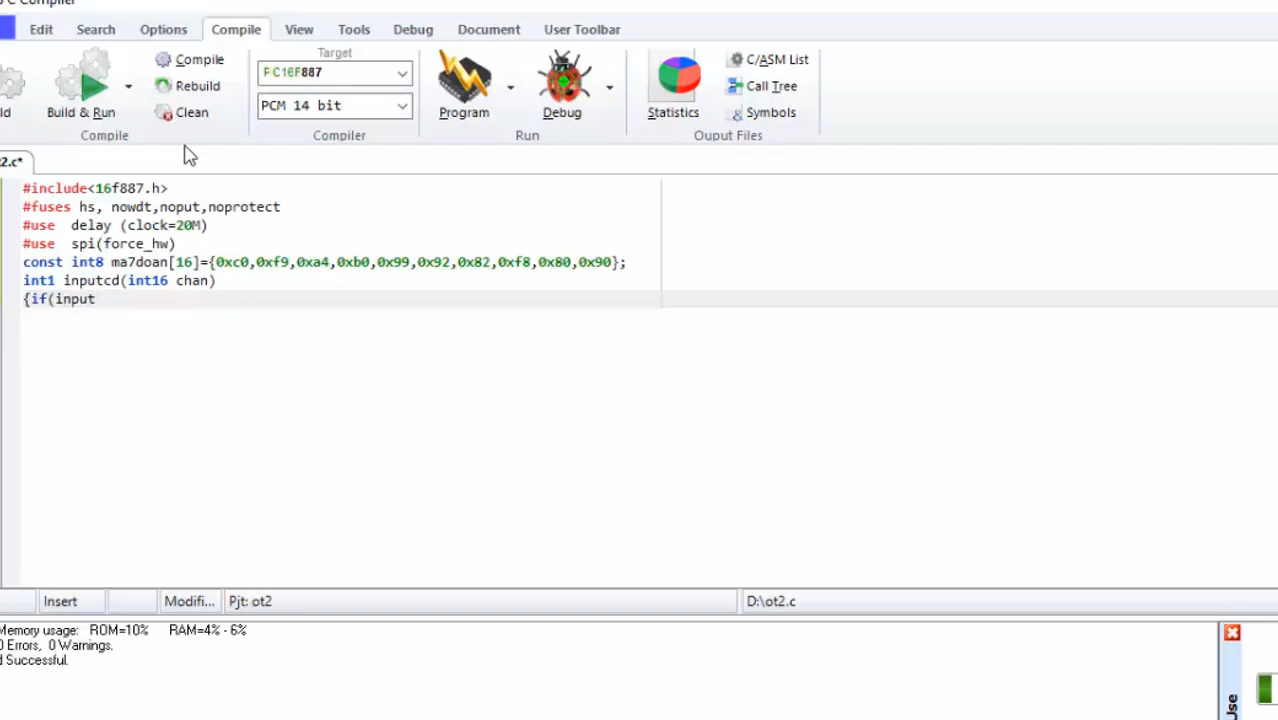 C Compiler
Edit Search Options Compile View Tools Debug Document User Toolbar
Target
Compile
PIC16F887
C/ASM List
Rebuild
Call Tree
Build & Run
Clean
PCM 14 bit
Program
Debug
Statistics
Symbols
Compile
Compiler
Run
Ouput Files
2.c*
#include<16f887.h>
#fuses hs, nowdt,noput,noprotect
#use delay (clock=20M)
#use spi(force_hw)
const int8 ma7doan[16]={0xc0,0xf9,0xa4,0xb0,0x99,0x92,0x82,0xf8,0x80,0x90};
int1 inputcd(int16 chan)
{if(input
Insert Modifi... Pjt: ot2 D:\ot2.c
Memory usage: ROM=10% RAM=4% - 6%
0 Errors, 0 Warnings.
Successful.
Use